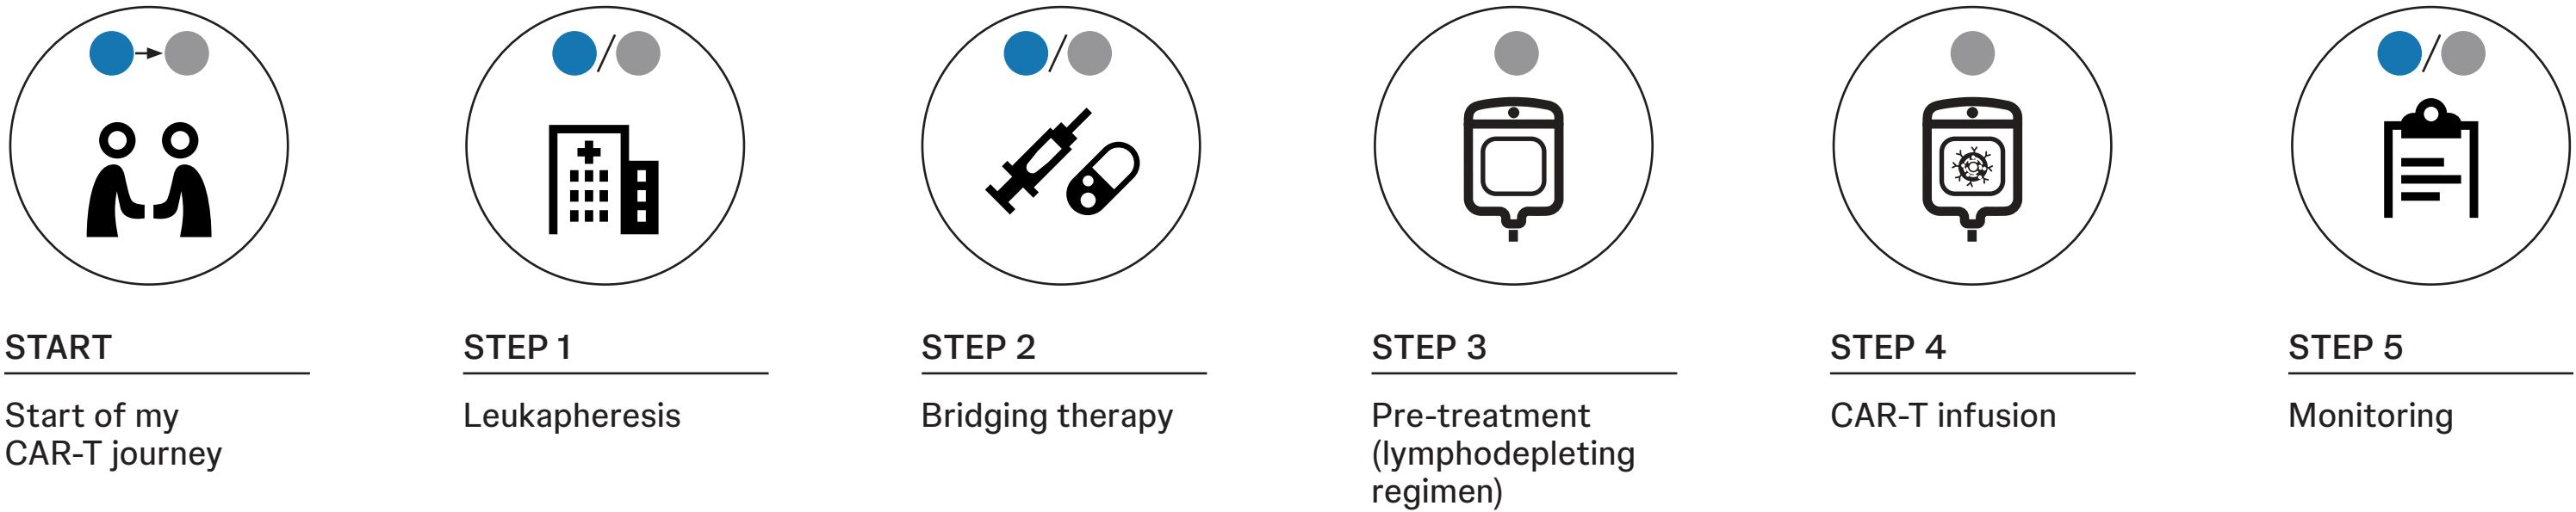 START
Start of my
CAR-T journey
STEP 1
Leukapheresis
STEP 2
Bridging therapy
STEP 3
Pre-treatment
(lymphodepleting
regimen)
STEP 4
CAR-T infusion
STEP 5
Monitoring